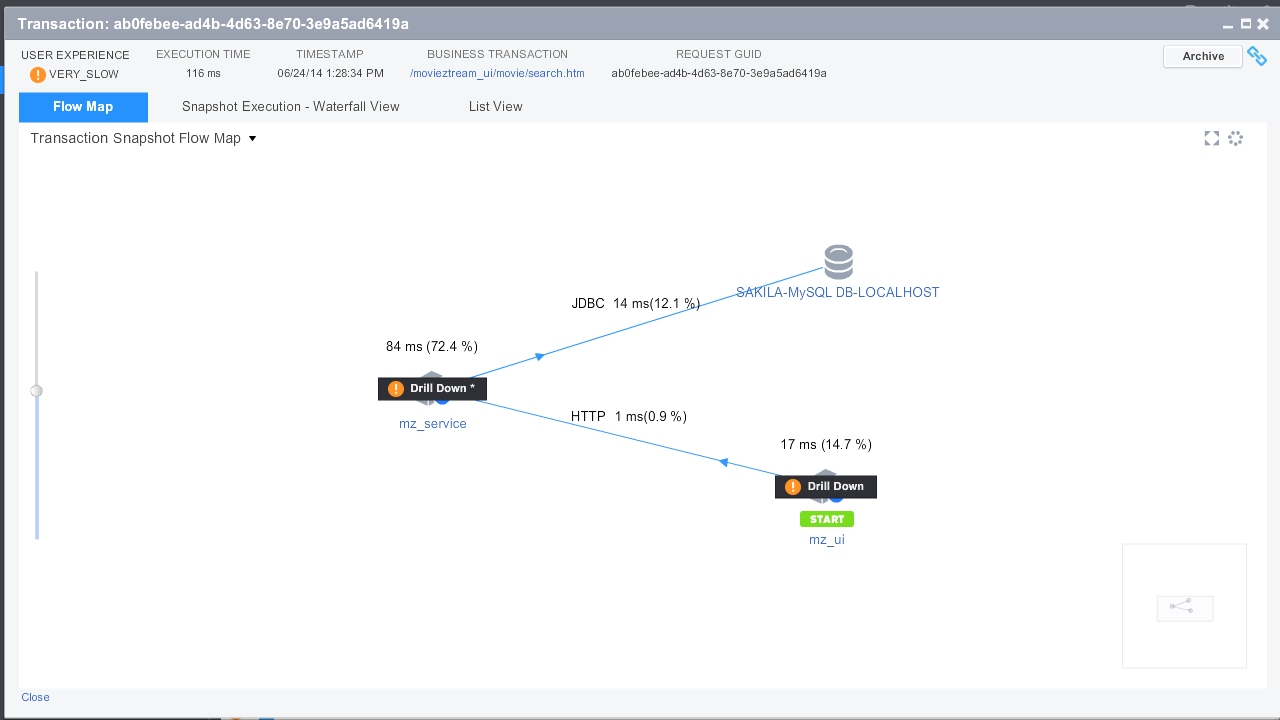 Transaction: ab0febee-ad4b-4d63-8e70-3e9a5ad6419a
USER EXPERIENCE EXECUTION TIME TIMESTAMP BUSINESS TRANSACTION REQUEST GUID
! VERY_SLOW 116 ms 06/24/14 1:28:34 PM /movieztream_ui/movie/search.htm ab0febee-ad4b-4d63-8e70-3e9a5ad6419a
Archive
Flow Map Snapshot Execution - Waterfall View List View
Transaction Snapshot Flow Map
SAKILA-MySQL DB-LOCALHOST
JDBC 14 ms(12.1 %)
84 ms (72.4 %)
! Drill Down *
mz_service
HTTP 1 ms(0.9 %)
17 ms (14.7 %)
! Drill Down
START
mz_ui
Close